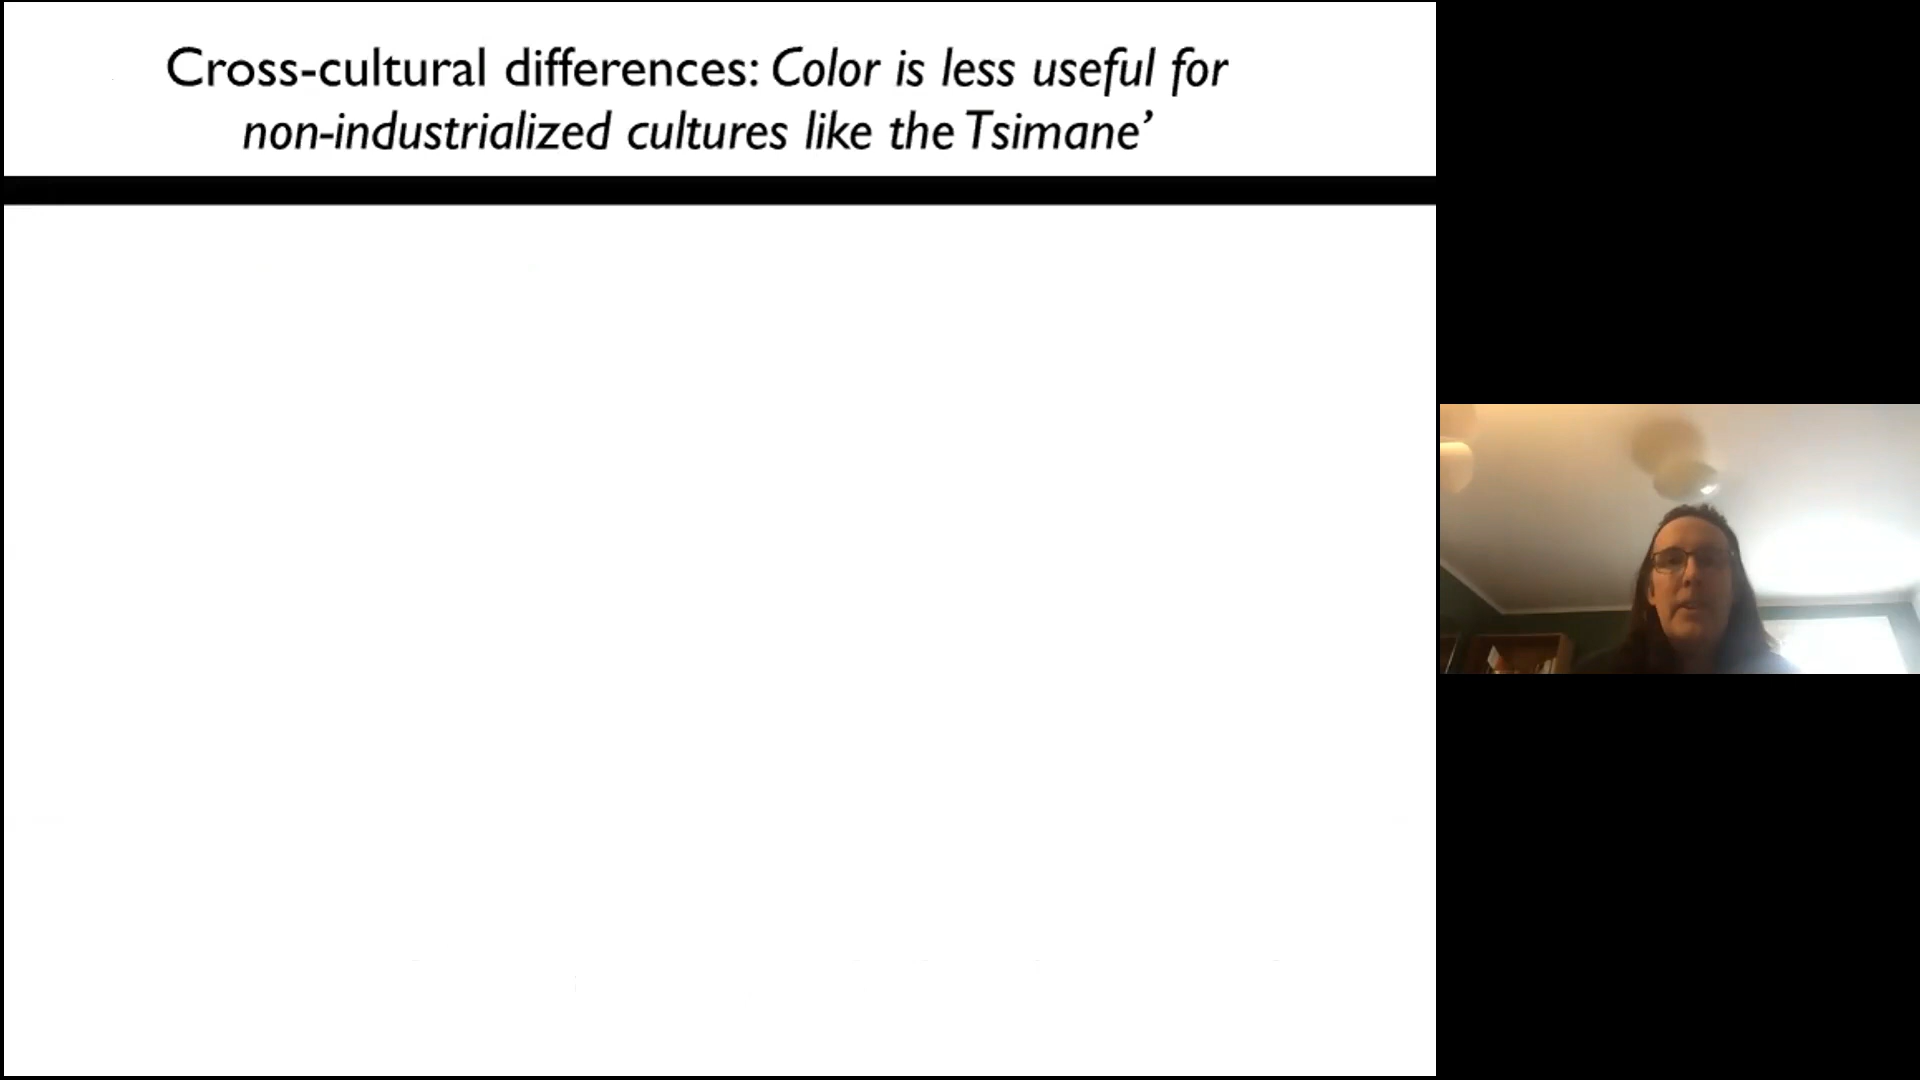 Cross-cultural differences: Color is less useful for
non-industrialized cultures like the Tsimane’